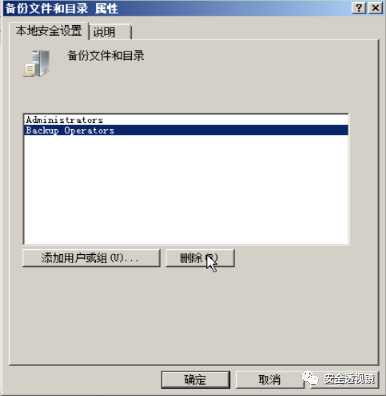 备份文件和目录 属性
本地安全设置 说明
备份文件和目录
Administrators
Backup Operators
添加用户或组(U)... 删除(R)
确定 取消 安全透视镜